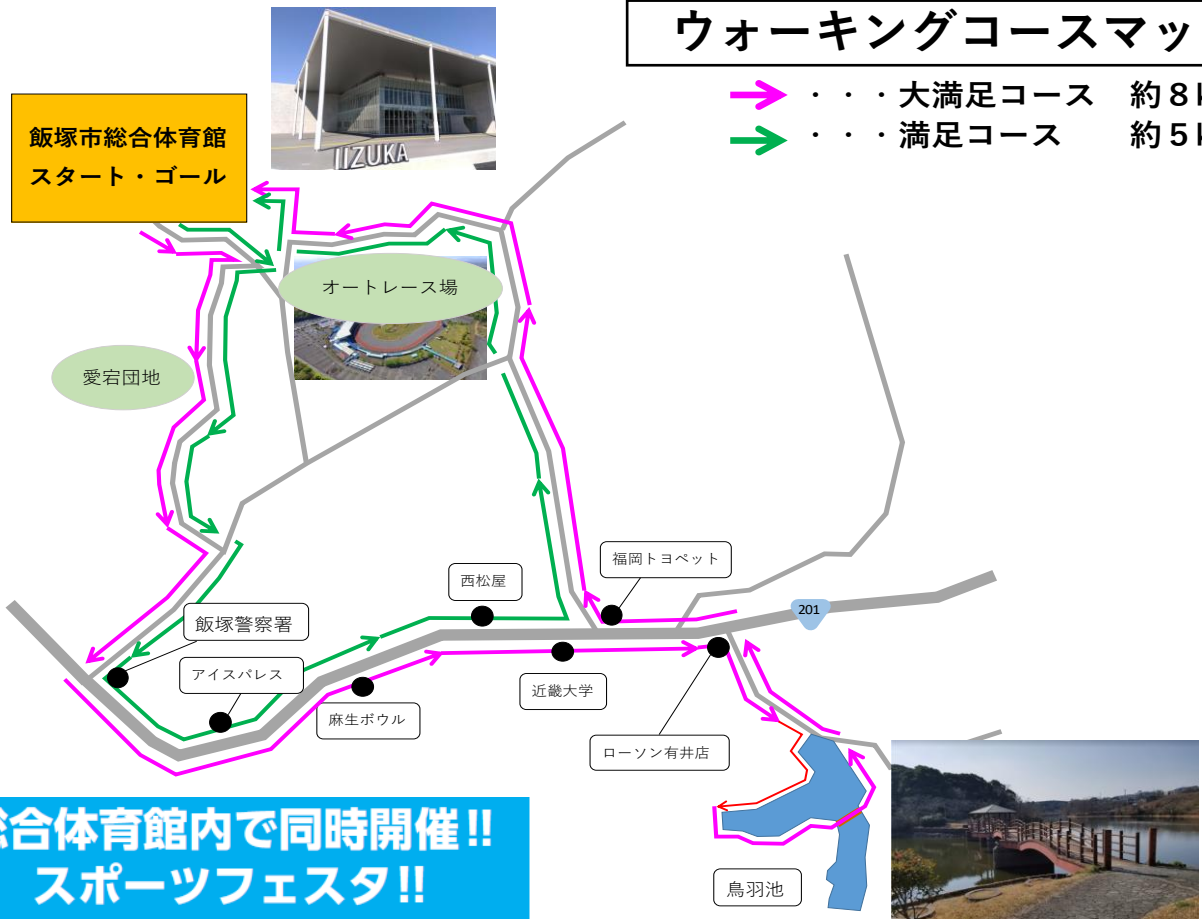 ウォーキングコースマッ
・・・大満足コース 約8k
・・・満足コース 約5k
飯塚市総合体育館
スタート・ゴール
IIZUKA
オートレース場
愛宕団地
福岡トヨペット
西松屋
201
飯塚警察署
アイスパレス
近畿大学
麻生ボウル
ローソン有井店
鳥羽池
総合体育館内で同時開催!!
スポーツフェスタ!!